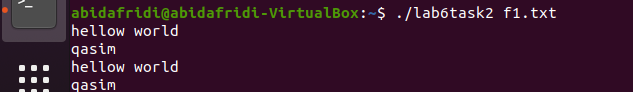 abidafridi@abidafridi-VirtualBox:~$ ./lab6task2 f1.txt
hellow world
qasim
hellow world
qasim